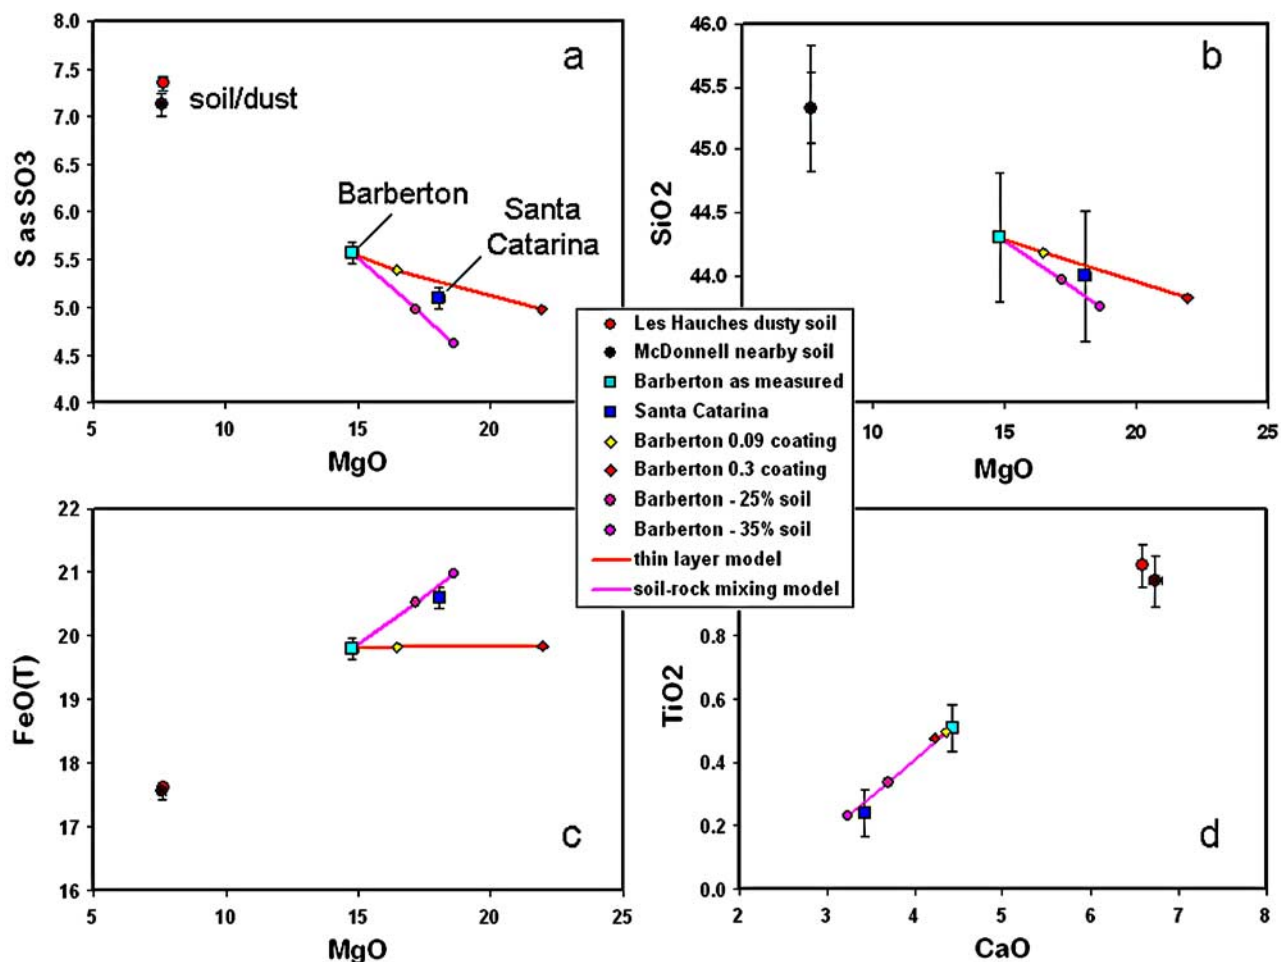 8.0
7.5
7.0
6.5
6.0
5.5
5.0
4.5
4.0
S as SO3
a
soil/dust
Barberton
Santa
Catarina
5 10 15 20
MgO
46.0
45.5
45.0
44.5
44.0
SiO2
b
10 15 20 25
MgO
Les Hauches dusty soil
McDonnell nearby soil
Barberton as measured
Santa Catarina
Barberton 0.09 coating
Barberton 0.3 coating
Barberton - 25% soil
Barberton - 35% soil
thin layer model
soil-rock mixing model
22
21
20
19
18
17
16
FeO(T)
c
5 10 15 20 25
MgO
0.8
0.6
0.4
0.2
0.0
TiO2
d
2 3 4 5 6 7 8
CaO